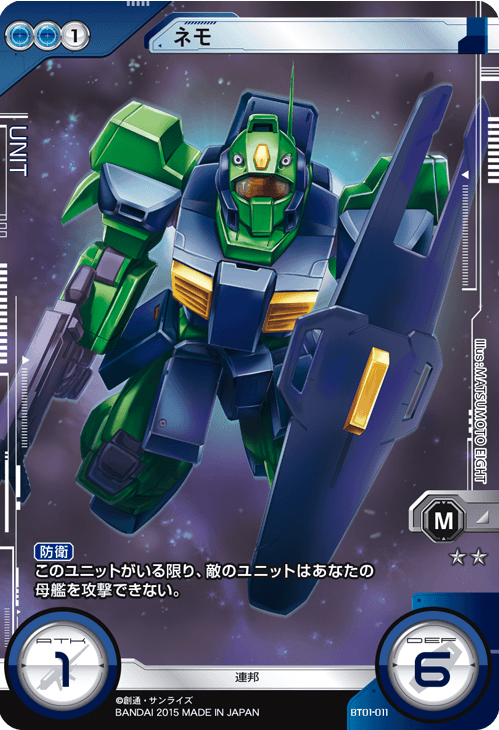 1
ネモ
UNIT
Illus:MATSUMOTO EIGHT
M
防衛
このユニットがいる限り、敵のユニットはあなたの
母艦を攻撃できない。
ATK
1
DEF
6
連邦
©創通・サンライズ
BANDAI 2015 MADE IN JAPAN
BT01-011